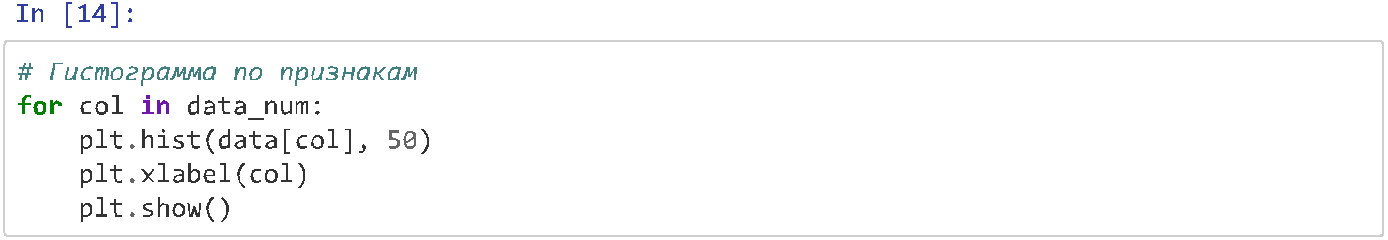 In [14]:
# Гистограмма по признакам
for col in data_num:
    plt.hist(data[col], 50)
    plt.xlabel(col)
    plt.show()